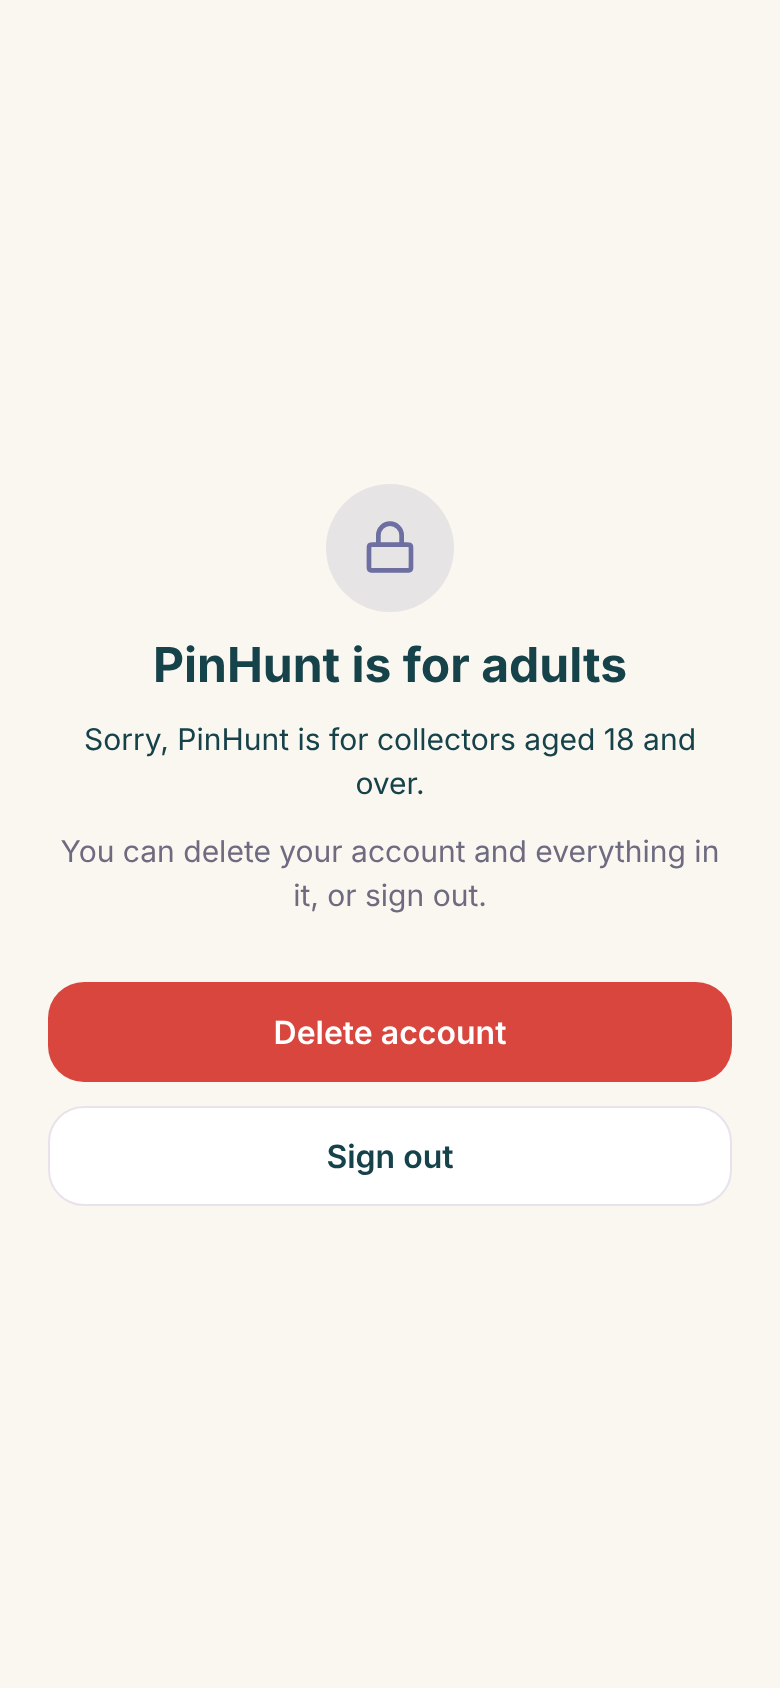 PinHunt is for adults
Sorry, PinHunt is for collectors aged 18 and
over.
You can delete your account and everything in
it, or sign out.
Delete account
Sign out